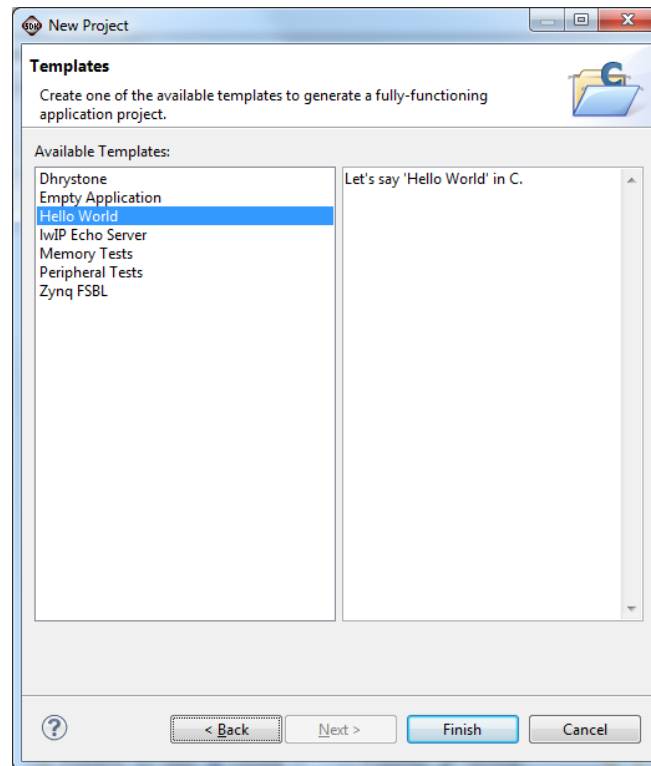 SDK New Project
Templates
Create one of the available templates to generate a fully-functioning
application project.
C
Available Templates:
Dhrystone
Empty Application
Hello World
lwIP Echo Server
Memory Tests
Peripheral Tests
Zynq FSBL
Let's say 'Hello World' in C.
?
< Back
Next >
Finish
Cancel